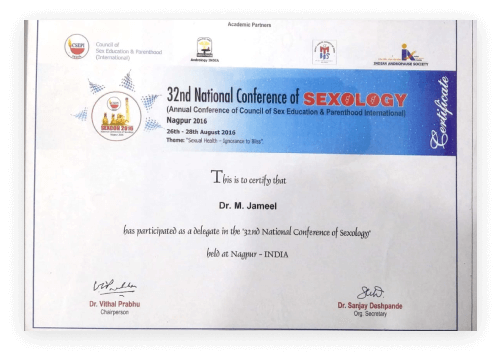 Academic Partners
CSEPI
Council of
Sex Education & Parenthood
(International)
INDIAN ANDROPAUSE SOCIETY
32nd National Conference of SEXOLOGY
(Annual Conference of Council of Sex Education & Parenthood International)
Nagpur 2016
26th - 28th August 2016
Theme: "Sexual Health - Ignorance to Bliss".
SEXCON 2016
Certificate
This is to certify that
Dr. M. Jameel
has participated as a delegate in the "32nd National Conference of Sexology"
held at Nagpur - INDIA
Dr. Vithal Prabhu
Chairperson
Dr. Sanjay Deshpande
Org. Secretary